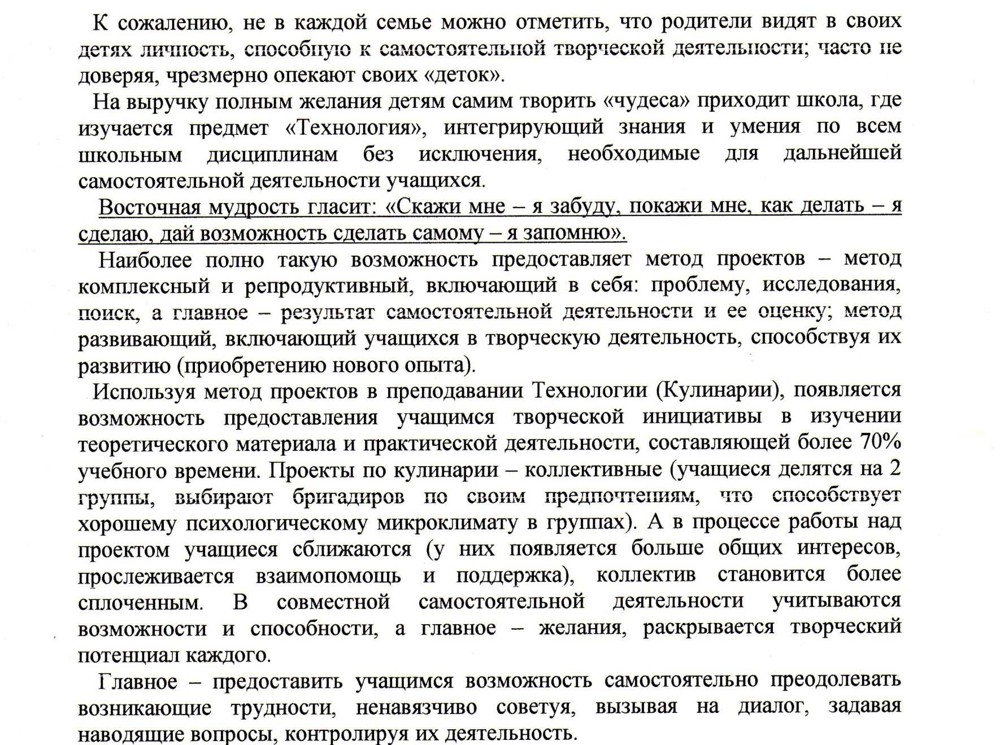 К сожалению, не в каждой семье можно отметить, что родители видят в своих
детях личность, способную к самостоятельной творческой деятельности; часто не
доверяя, чрезмерно опекают своих «деток».
На выручку полным желания детям самим творить «чудеса» приходит школа, где
изучается предмет «Технология», интегрирующий знания и умения по всем
школьным дисциплинам без исключения, необходимые для дальнейшей
самостоятельной деятельности учащихся.
Восточная мудрость гласит: «Скажи мне – я забуду, покажи мне, как делать – я
сделаю, дай возможность сделать самому – я запомню».
Наиболее полно такую возможность предоставляет метод проектов – метод
комплексный и репродуктивный, включающий в себя: проблему, исследования,
поиск, а главное – результат самостоятельной деятельности и ее оценку; метод
развивающий, включающий учащихся в творческую деятельность, способствуя их
развитию (приобретению нового опыта).
Используя метод проектов в преподавании Технологии (Кулинарии), появляется
возможность предоставления учащимся творческой инициативы в изучении
теоретического материала и практической деятельности, составляющей более 70%
учебного времени. Проекты по кулинарии – коллективные (учащиеся делятся на 2
группы, выбирают бригадиров по своим предпочтениям, что способствует
хорошему психологическому микроклимату в группах). А в процессе работы над
проектом учащиеся сближаются (у них появляется больше общих интересов,
прослеживается взаимопомощь и поддержка), коллектив становится более
сплоченным. В совместной самостоятельной деятельности учитываются
возможности и способности, а главное – желания, раскрывается творческий
потенциал каждого.
Главное – предоставить учащимся возможность самостоятельно преодолевать
возникающие трудности, ненавязчиво советуя, вызывая на диалог, задавая
наводящие вопросы, контролируя их деятельность.